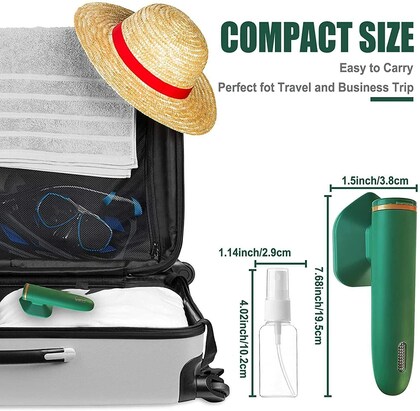 COMPACT SIZE
Easy to Carry
Perfect fot Travel and Business Trip
1.5inch/3.8cm
1.14inch/2.9cm
7.68inch/19.5cm
4.02inch/10.2cm